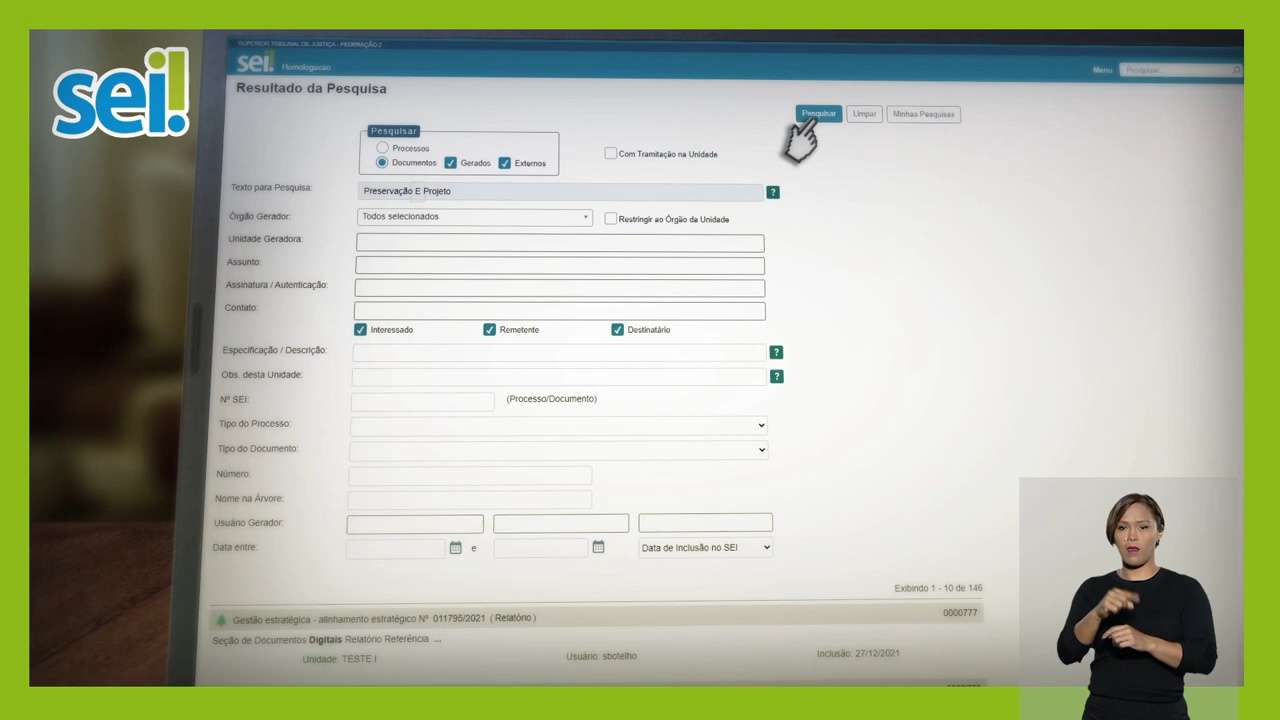 sei!
SUPERIOR TRIBUNAL DE JUSTIÇA - FEDERAÇÃO 2
sei! Homologacao
Menu Pesquisar...
Resultado da Pesquisa
Pesquisar Limpar Minhas Pesquisas
Pesquisar
Processos
Documentos Gerados Externos
Com Tramitação na Unidade
Texto para Pesquisa: Preservação E Projeto ?
Órgão Gerador: Todos selecionados Restringir ao Órgão da Unidade
Unidade Geradora:
Assunto:
Assinatura / Autenticação:
Contato:
Interessado Remetente Destinatário
Especificação / Descrição: ?
Obs. desta Unidade: ?
Nº SEI: (Processo/Documento)
Tipo do Processo:
Tipo do Documento:
Número:
Nome na Árvore:
Usuário Gerador:
Data entre: e Data de Inclusão no SEI
Exibindo 1 - 10 de 146
Gestão estratégica - alinhamento estratégico Nº 011795/2021 ( Relatório ) 0000777
Seção de Documentos Digitais Relatório Referência ...
Unidade: TESTE I Usuário: sbotelho Inclusão: 27/12/2021